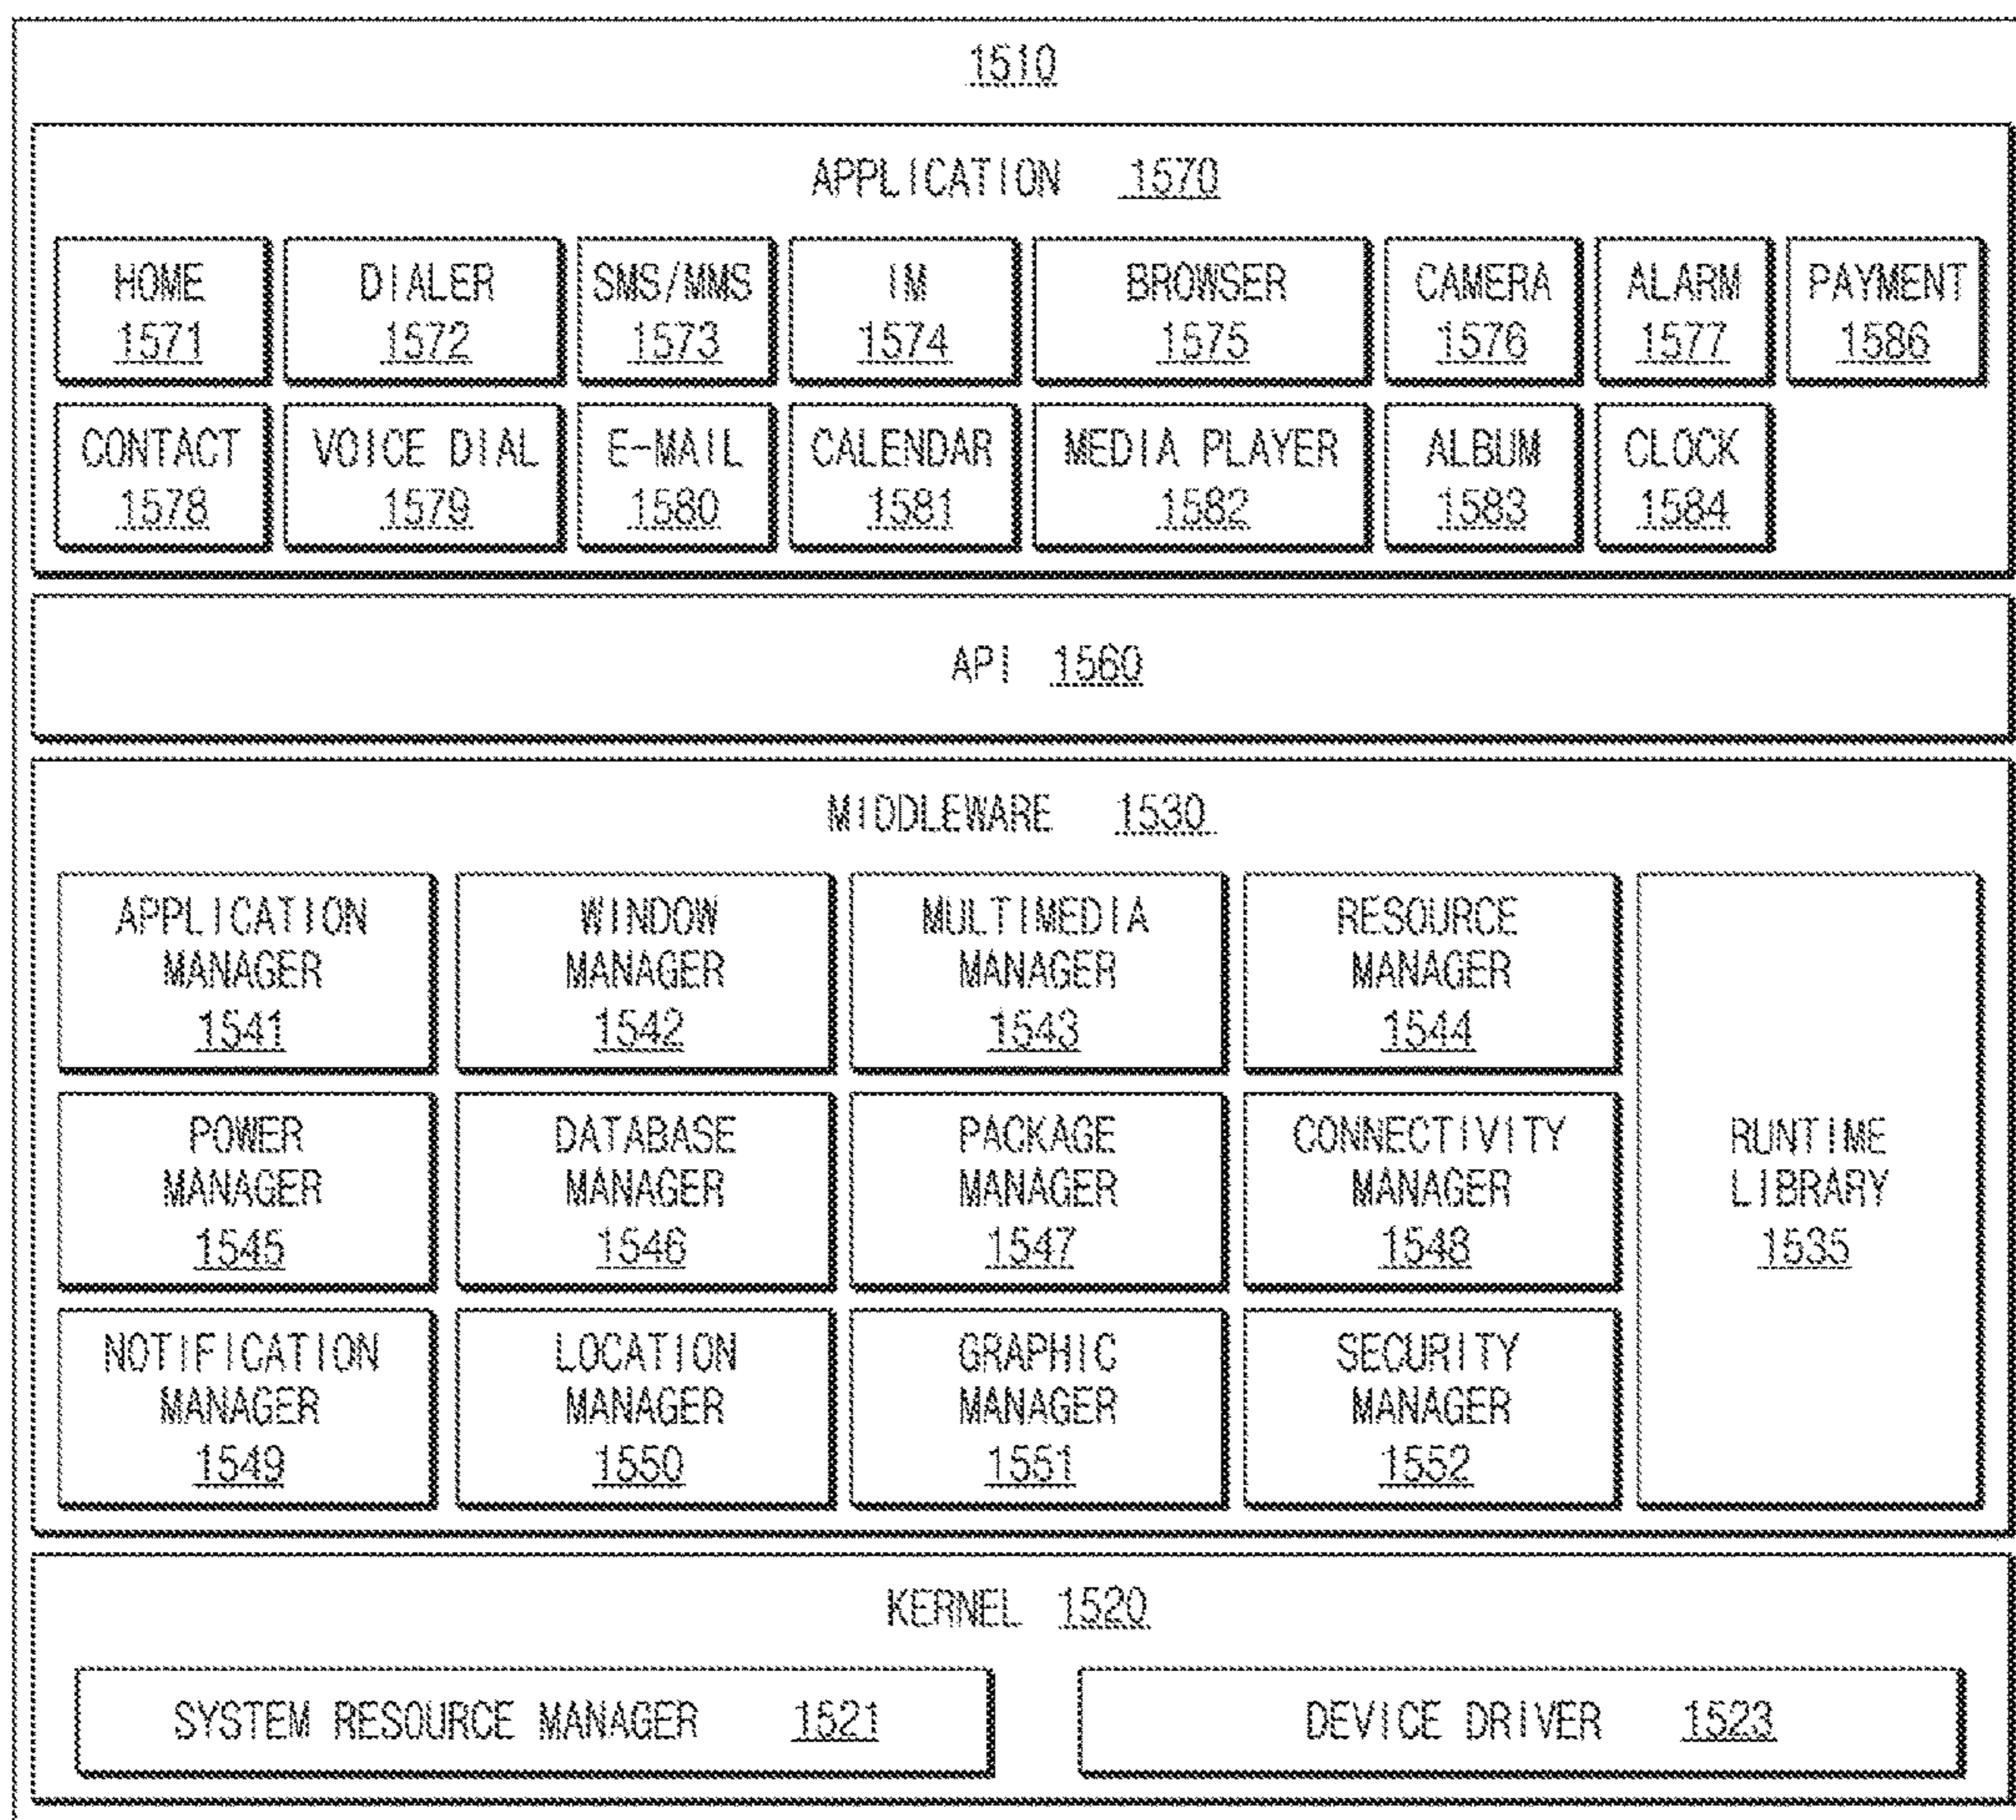 1510
APPLICATION 1570
HOME
1571
DIALER
1572
SMS/MMS
1573
IM
1574
BROWSER
1575
CAMERA
1576
ALARM
1577
PAYMENT
1586
CONTACT
1578
VOICE DIAL
1579
E-MAIL
1580
CALENDAR
1581
MEDIA PLAYER
1582
ALBUM
1583
CLOCK
1584
API 1560
MIDDLEWARE 1530
APPLICATION
MANAGER
1541
WINDOW
MANAGER
1542
MULTIMEDIA
MANAGER
1543
RESOURCE
MANAGER
1544
POWER
MANAGER
1545
DATABASE
MANAGER
1546
PACKAGE
MANAGER
1547
CONNECTIVITY
MANAGER
1548
RUNTIME
LIBRARY
1535
NOTIFICATION
MANAGER
1549
LOCATION
MANAGER
1550
GRAPHIC
MANAGER
1551
SECURITY
MANAGER
1552
KERNEL 1520
SYSTEM RESOURCE MANAGER 1521
DEVICE DRIVER 1523